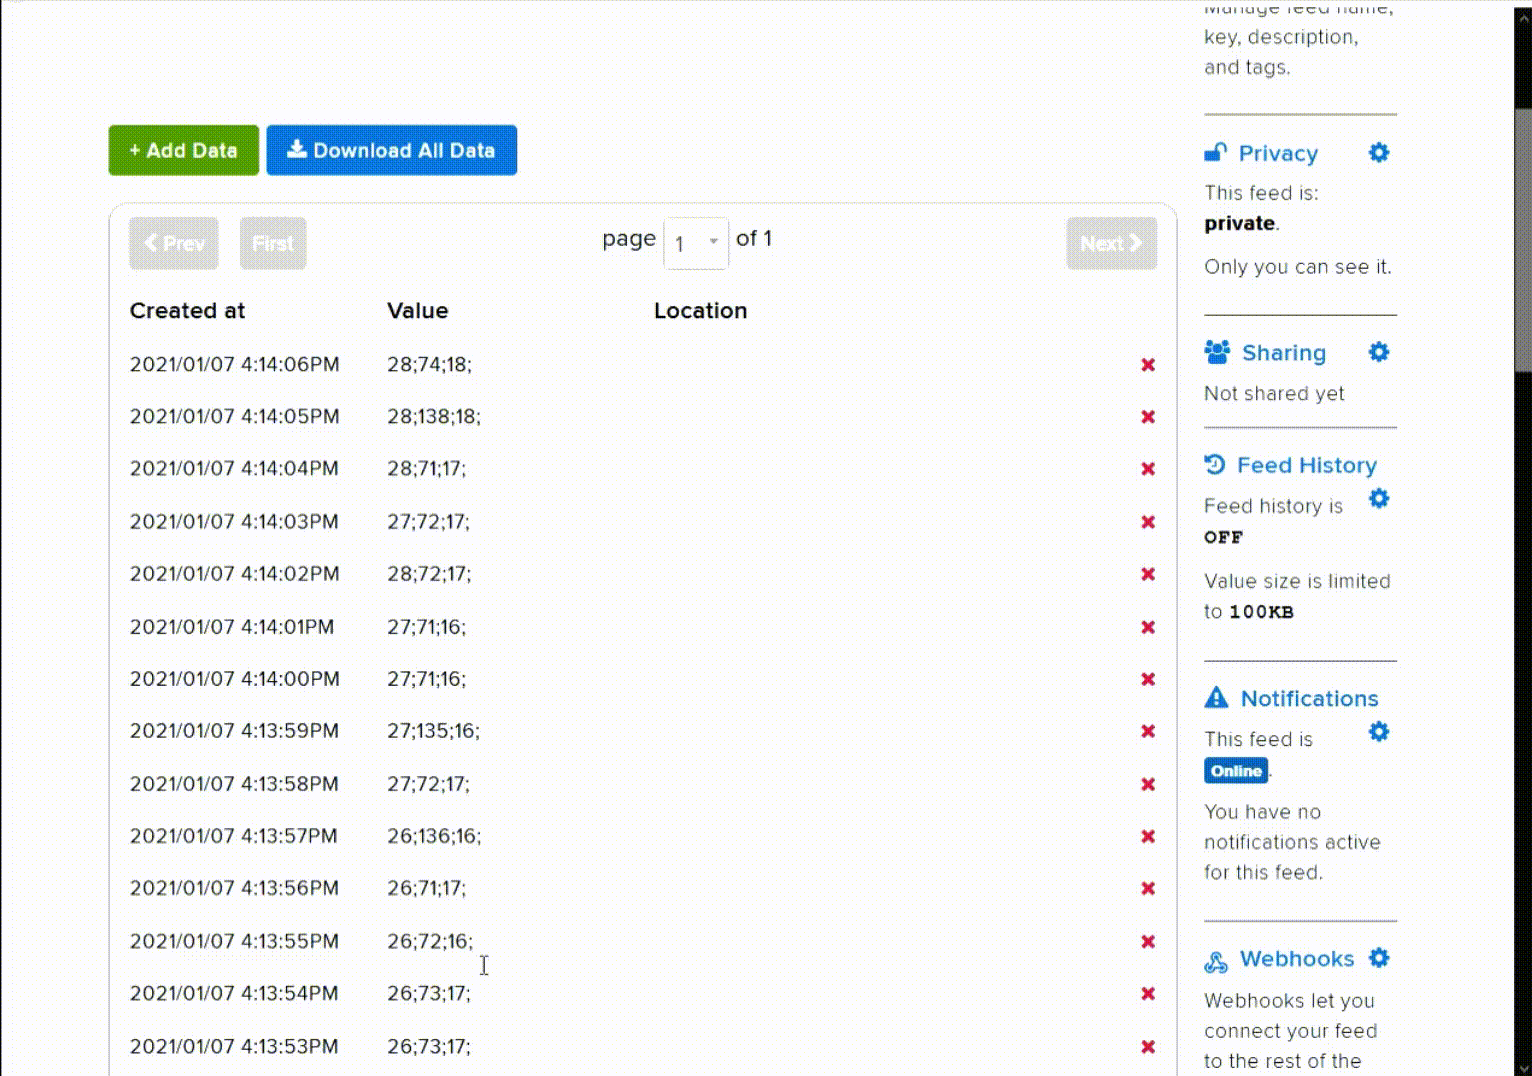 Manage feed name,
key, description,
and tags.
+ Add Data
Download All Data
Prev
First
page 1 of 1
Next
Created at Value Location
2021/01/07 4:14:06PM 28;74;18;
2021/01/07 4:14:05PM 28;138;18;
2021/01/07 4:14:04PM 28;71;17;
2021/01/07 4:14:03PM 27;72;17;
2021/01/07 4:14:02PM 28;72;17;
2021/01/07 4:14:01PM 27;71;16;
2021/01/07 4:14:00PM 27;71;16;
2021/01/07 4:13:59PM 27;135;16;
2021/01/07 4:13:58PM 27;72;17;
2021/01/07 4:13:57PM 26;136;16;
2021/01/07 4:13:56PM 26;71;17;
2021/01/07 4:13:55PM 26;72;16;
2021/01/07 4:13:54PM 26;73;17;
2021/01/07 4:13:53PM 26;73;17;
Privacy
This feed is:
private.
Only you can see it.
Sharing
Not shared yet
Feed History
Feed history is
OFF
Value size is limited
to 100KB
Notifications
This feed is
Online.
You have no
notifications active
for this feed.
Webhooks
Webhooks let you
connect your feed
to the rest of the